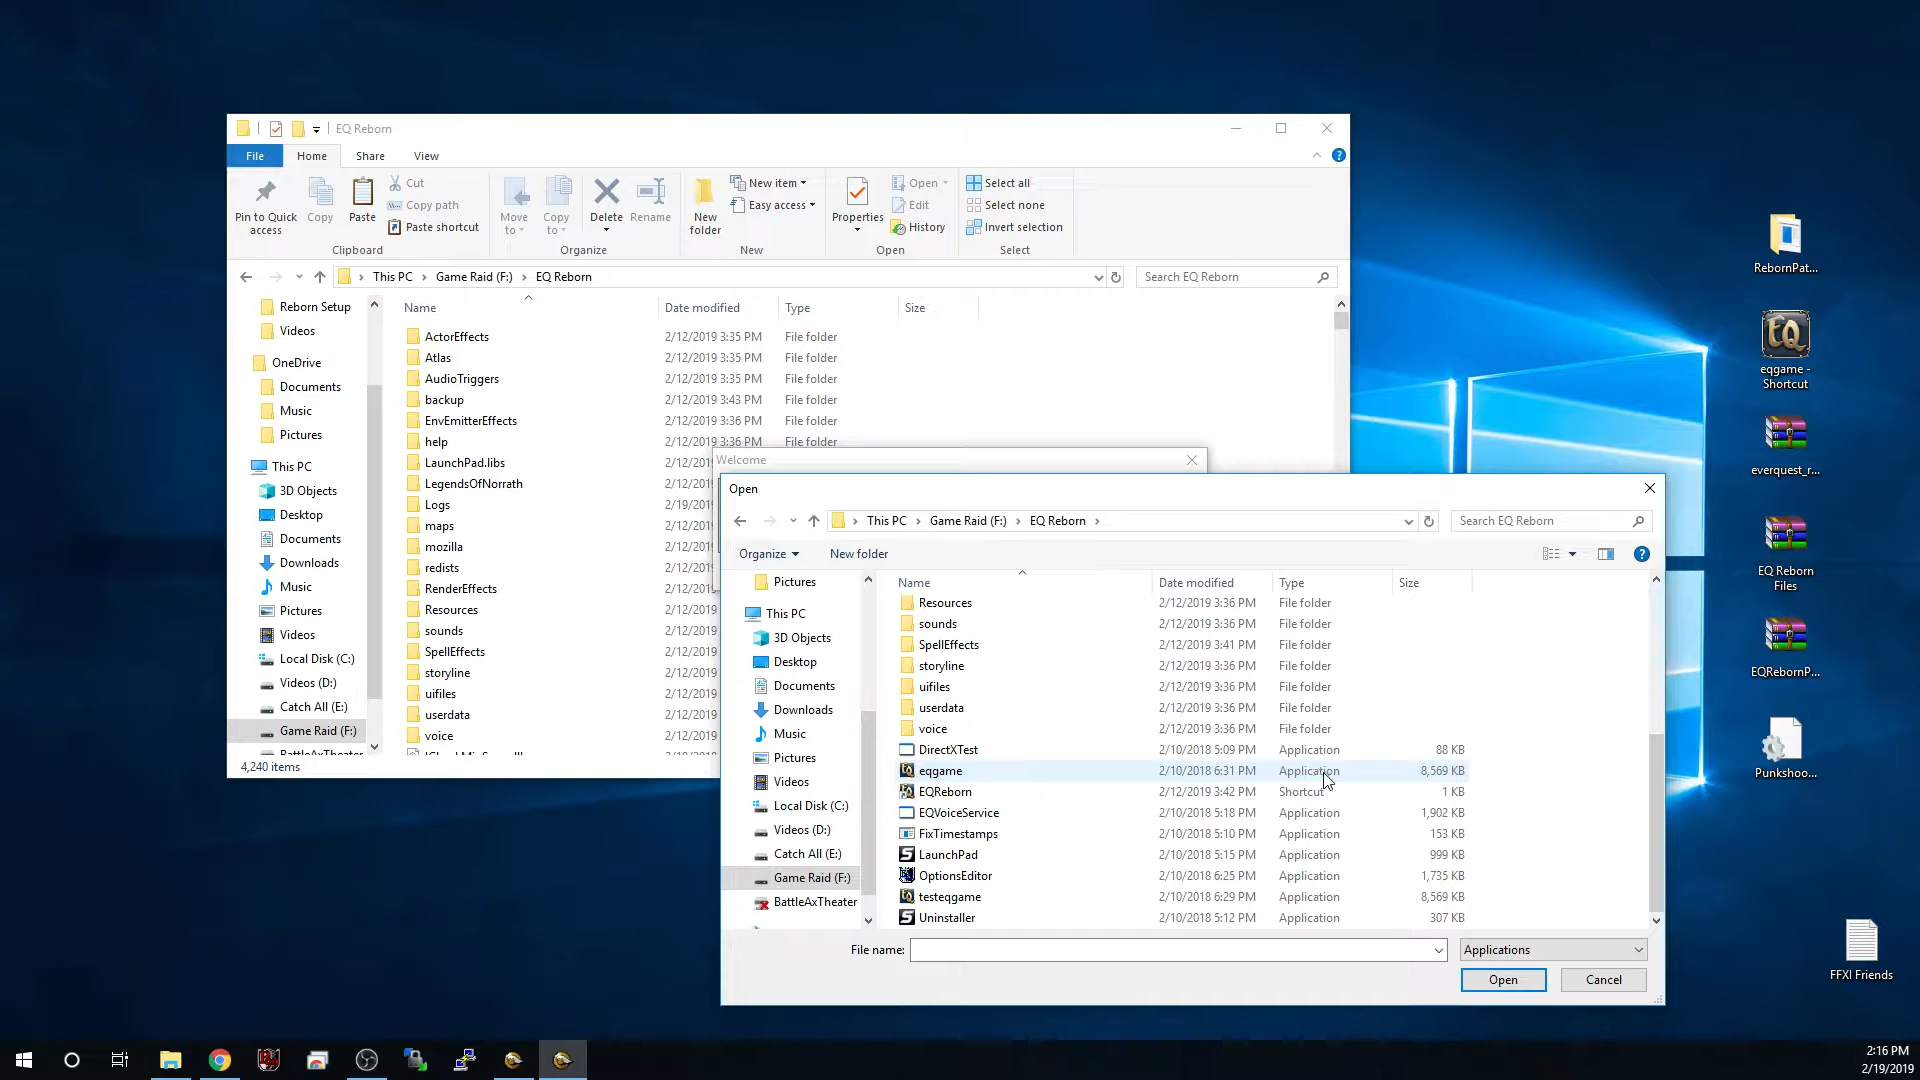 EQ Reborn
File
Home
Share
View
Pin to Quick access
Copy
Paste
Cut
Copy path
Paste shortcut
Clipboard
Move to
Copy to
Delete
Rename
Organize
New folder
New item
Easy access
New
Properties
Open
Edit
History
Open
Select all
Select none
Invert selection
Select
This PC > Game Raid (F:) > EQ Reborn
Search EQ Reborn
Reborn Setup
Videos
OneDrive
Documents
Music
Pictures
This PC
3D Objects
Desktop
Documents
Downloads
Music
Pictures
Videos
Local Disk (C:)
Videos (D:)
Catch All (E:)
Game Raid (F:)
BattleAxTheater
Name Date modified Type Size
ActorEffects 2/12/2019 3:35 PM File folder
Atlas 2/12/2019 3:35 PM File folder
AudioTriggers 2/12/2019 3:35 PM File folder
backup 2/12/2019 3:43 PM File folder
EnvEmitterEffects 2/12/2019 3:36 PM File folder
help 2/12/2019 3:36 PM File folder
LaunchPad.libs 2/12/2019
LegendsOfNorrath 2/12/2019
Logs 2/19/2019
maps 2/12/2019
mozilla 2/12/2019
redists 2/12/2019
RenderEffects 2/12/2019
Resources 2/12/2019
sounds 2/12/2019
SpellEffects 2/12/2019
storyline 2/12/2019
uifiles 2/12/2019
userdata 2/12/2019
voice 2/12/2019
4,240 items
Welcome
Open
This PC > Game Raid (F:) > EQ Reborn >
Search EQ Reborn
Organize
New folder
Pictures
This PC
3D Objects
Desktop
Documents
Downloads
Music
Pictures
Videos
Local Disk (C:)
Videos (D:)
Catch All (E:)
Game Raid (F:)
BattleAxTheater
Name Date modified Type Size
Resources 2/12/2019 3:36 PM File folder
sounds 2/12/2019 3:36 PM File folder
SpellEffects 2/12/2019 3:41 PM File folder
storyline 2/12/2019 3:36 PM File folder
uifiles 2/12/2019 3:36 PM File folder
userdata 2/12/2019 3:36 PM File folder
voice 2/12/2019 3:36 PM File folder
DirectXTest 2/10/2018 5:09 PM Application 88 KB
eqgame 2/10/2018 6:31 PM Application 8,569 KB
EQReborn 2/12/2019 3:42 PM Shortcut 1 KB
EQVoiceService 2/10/2018 5:18 PM Application 1,902 KB
FixTimestamps 2/10/2018 5:10 PM Application 153 KB
LaunchPad 2/10/2018 5:15 PM Application 999 KB
OptionsEditor 2/10/2018 6:25 PM Application 1,735 KB
testeqgame 2/10/2018 6:29 PM Application 8,569 KB
Uninstaller 2/10/2018 5:12 PM Application 307 KB
File name:
Applications
Open
Cancel
RebornPat...
eqgame -
Shortcut
everquest_r...
EQ Reborn
Files
EQRebornP...
Punkshoo...
FFXI Friends
2:16 PM
2/19/2019